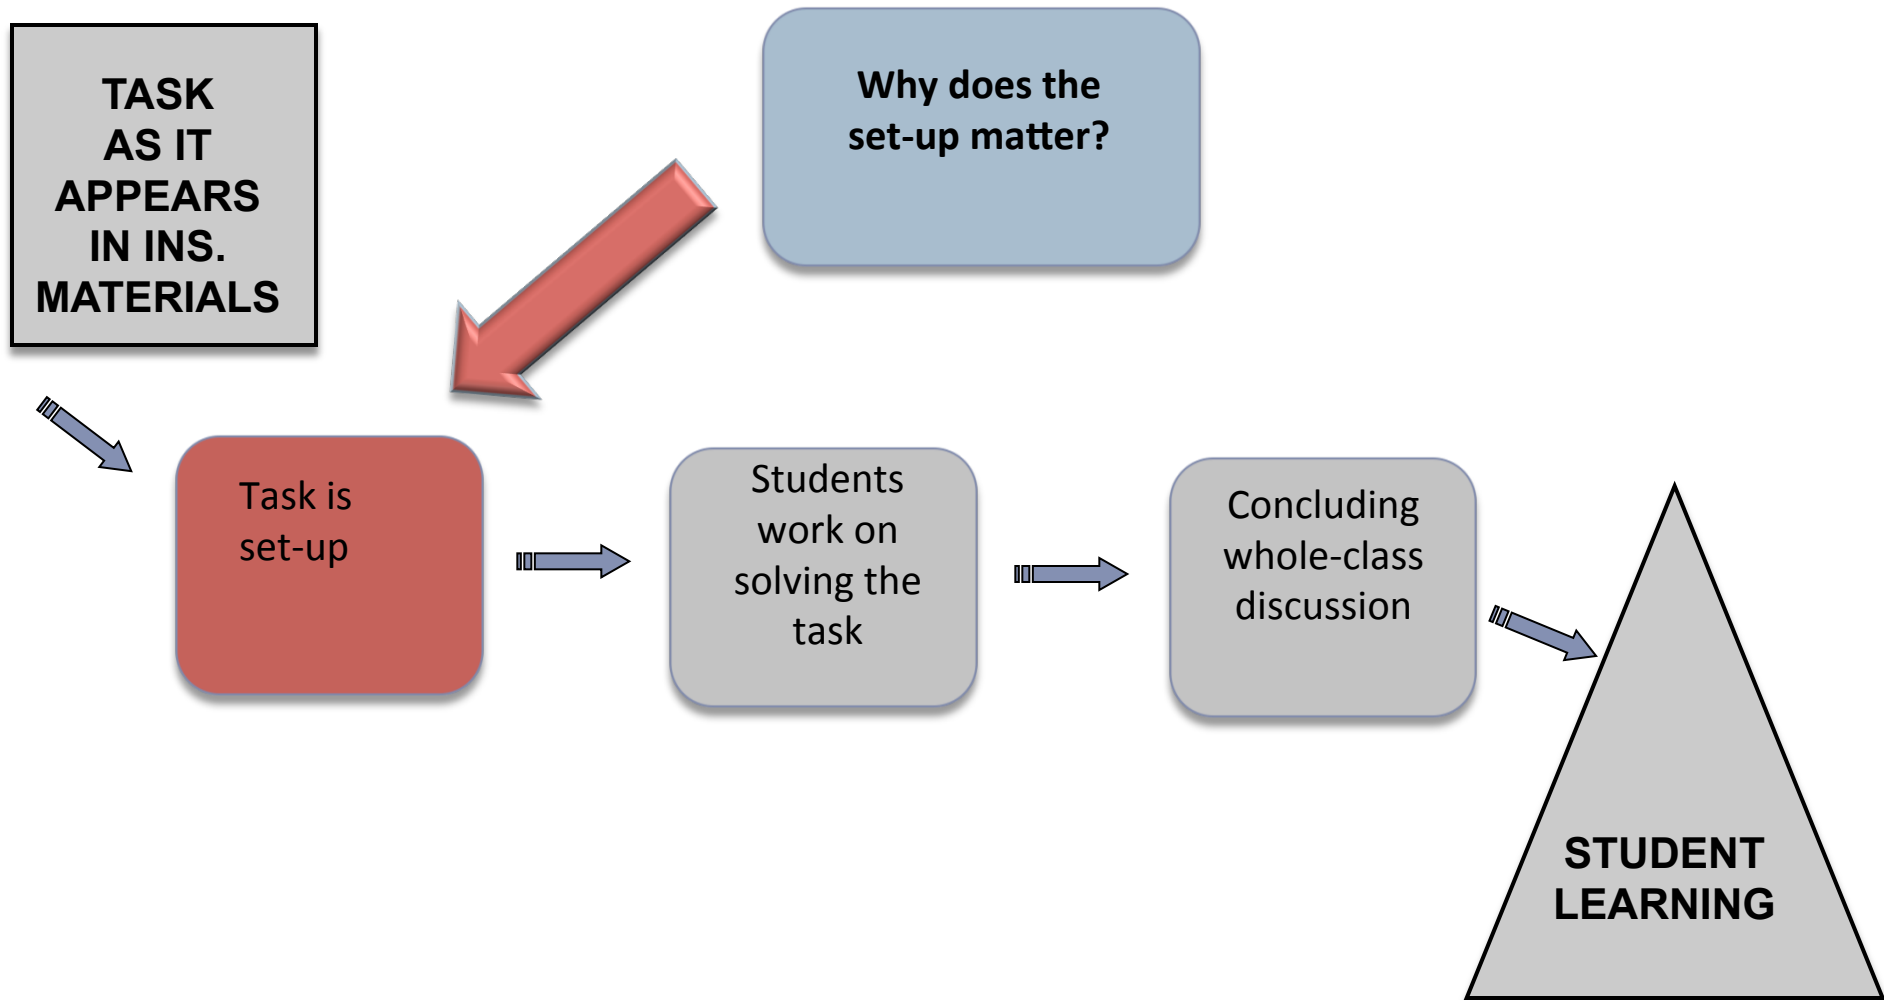 TASK
AS IT
APPEARS
IN INS.
MATERIALS
Why does the
set-up matter?
Task is
set-up
Students
work on
solving the
task
Concluding
whole-class
discussion
STUDENT
LEARNING